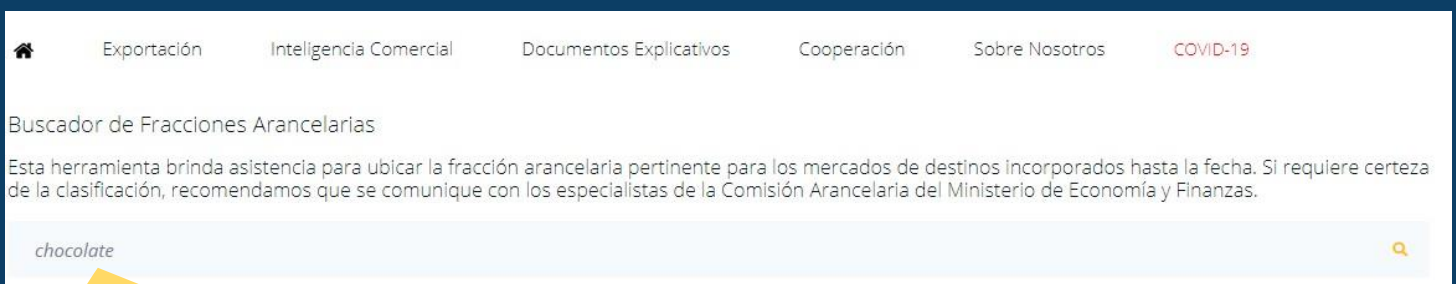 Exportación Inteligencia Comercial Documentos Explicativos Cooperación Sobre Nosotros COVID-19
Buscador de Fracciones Arancelarias
Esta herramienta brinda asistencia para ubicar la fracción arancelaria pertinente para los mercados de destinos incorporados hasta la fecha. Si requiere certeza
de la clasificación, recomendamos que se comunique con los especialistas de la Comisión Arancelaria del Ministerio de Economía y Finanzas.
chocolate